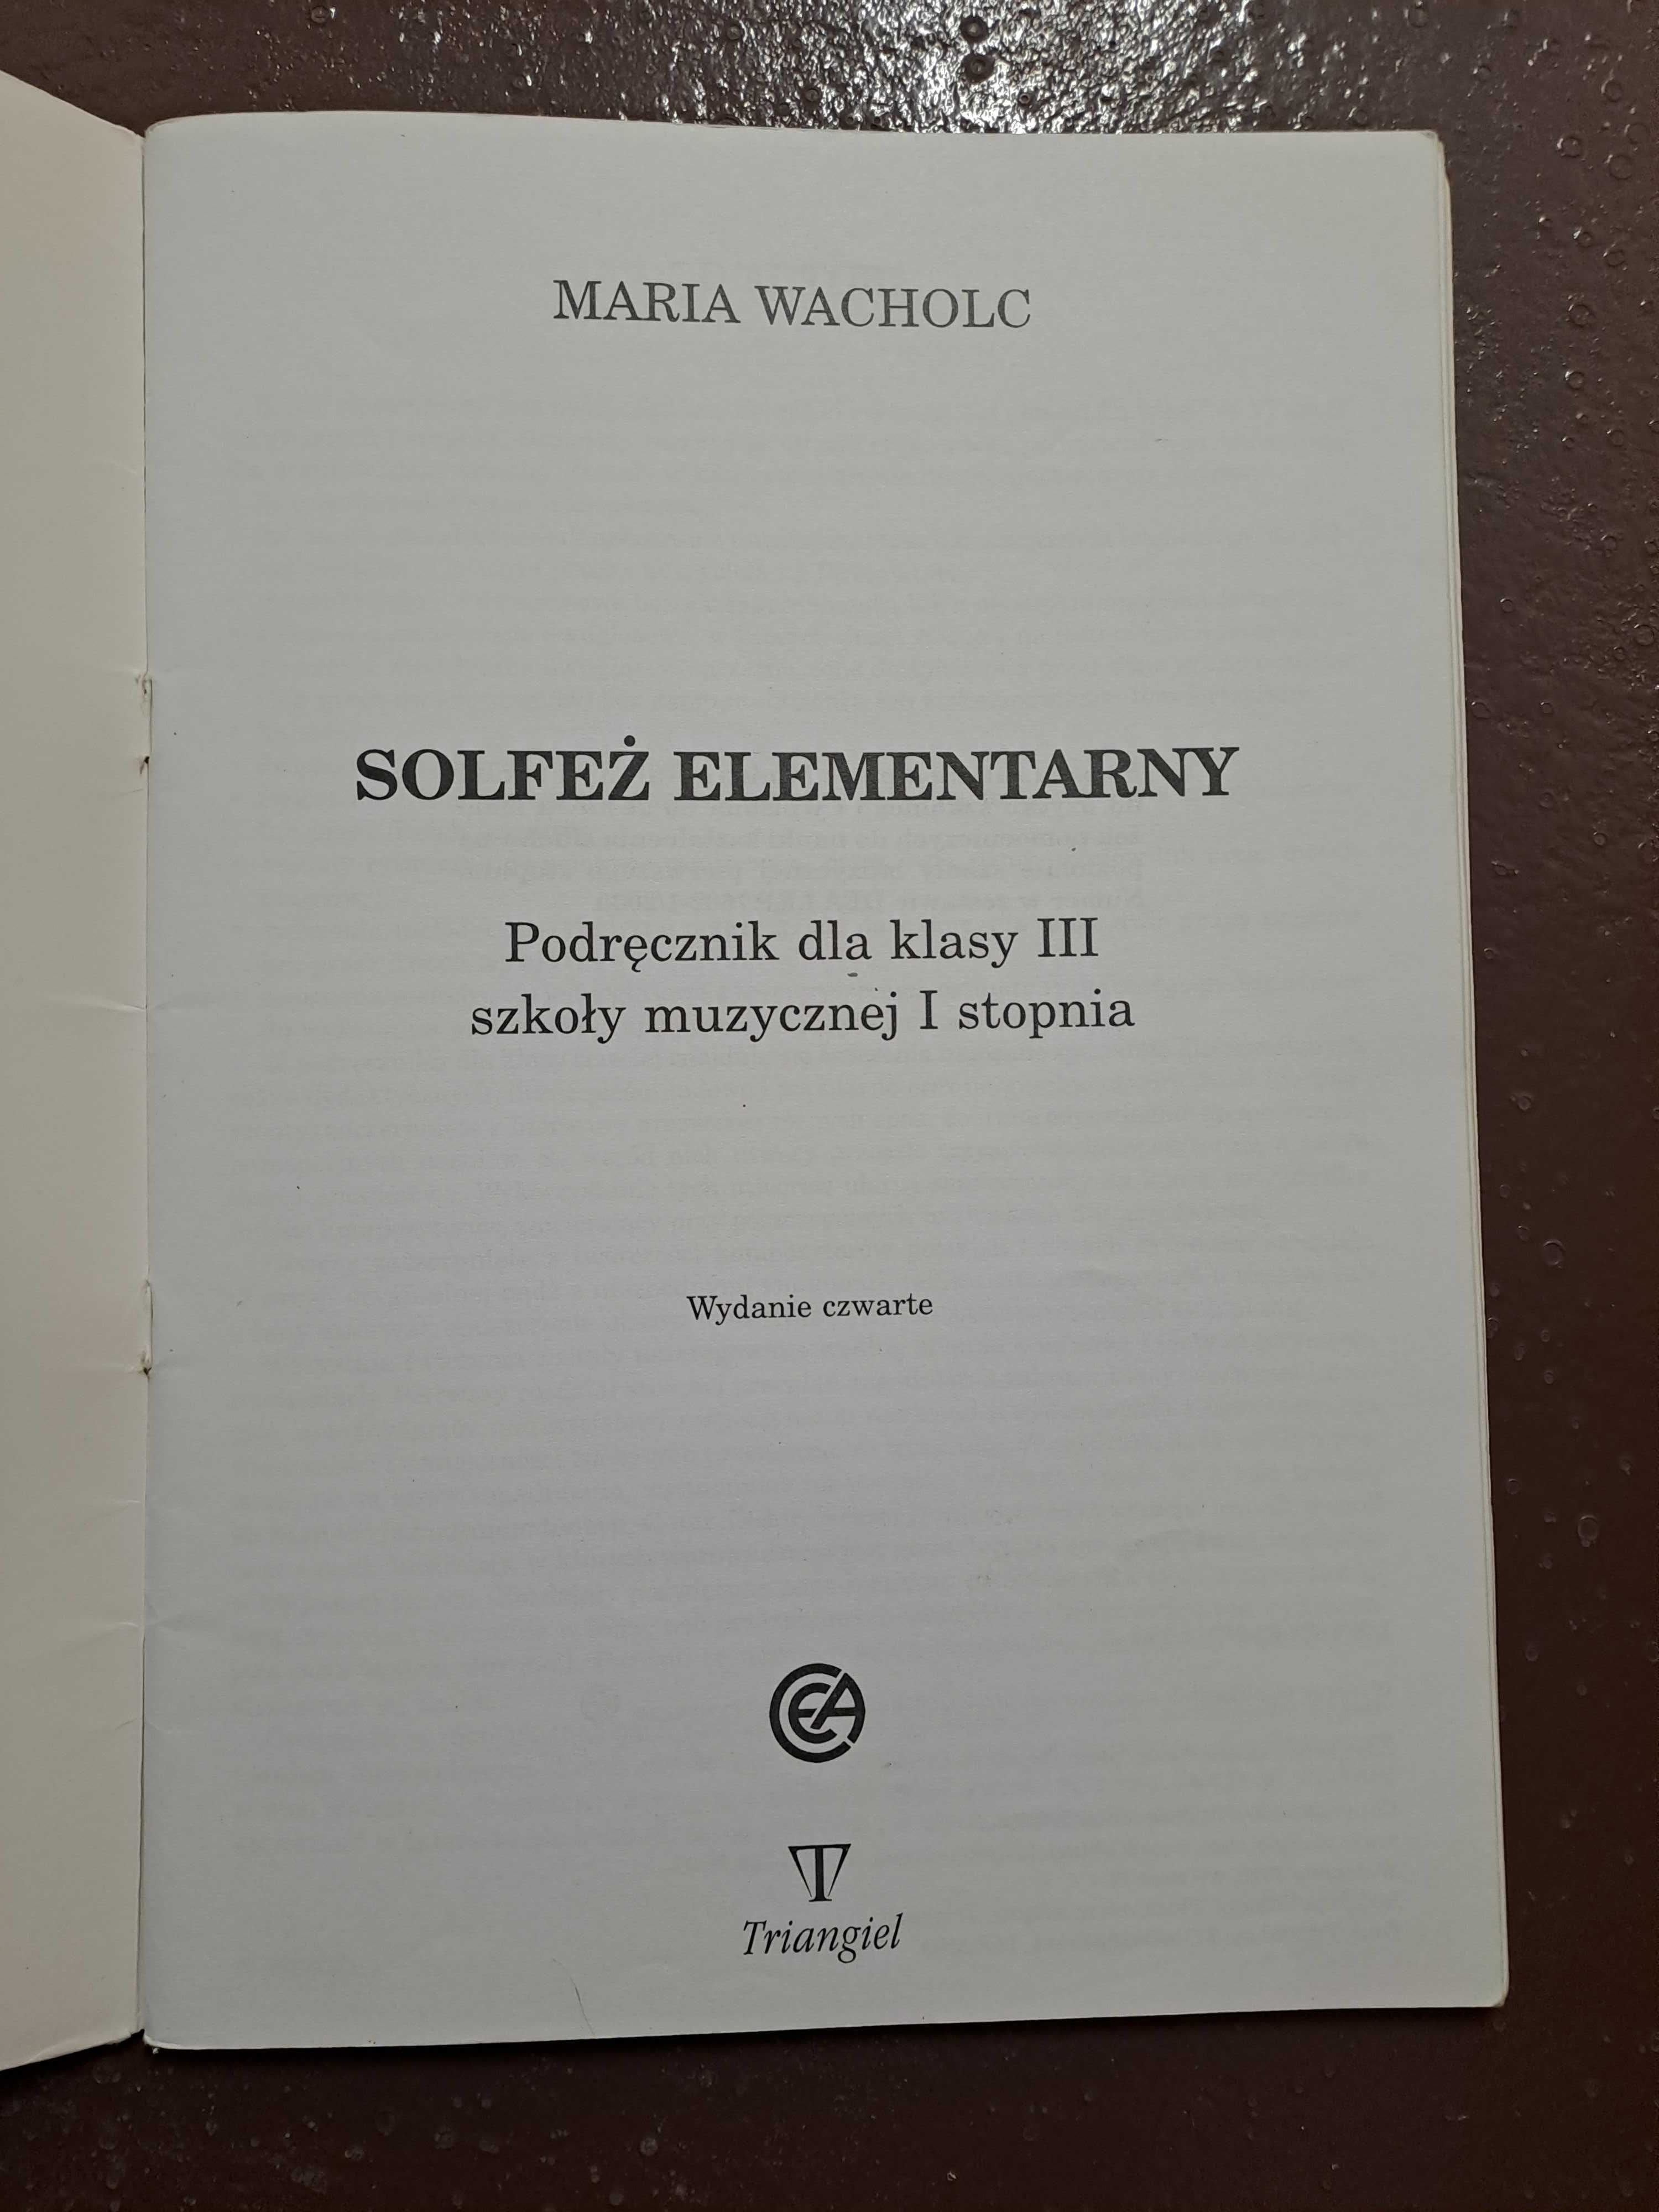 MARIA WACHOLC
SOLFEŻ ELEMENTARNY
Podręcznik dla klasy III
szkoły muzycznej I stopnia
Wydanie czwarte
CEA
T
Triangiel